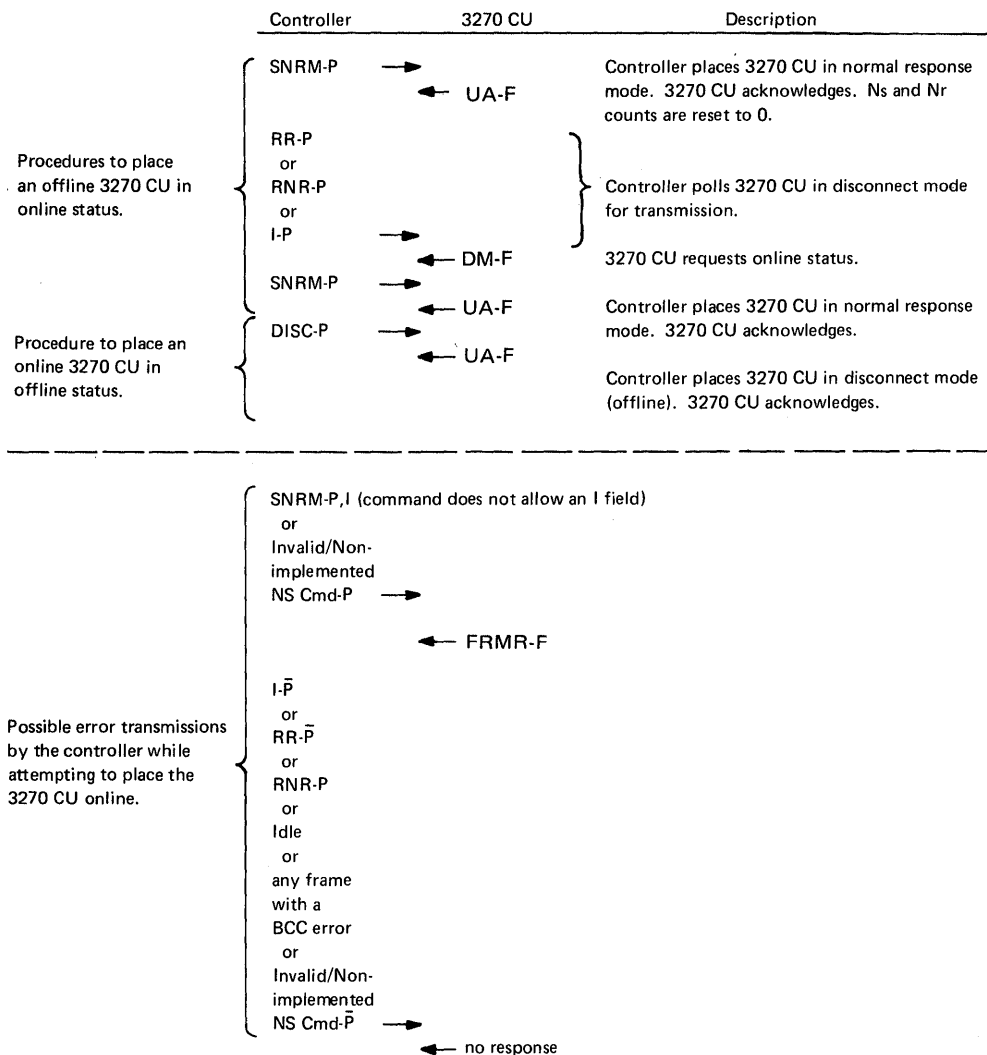 Controller 3270 CU Description
SNRM-P → Controller places 3270 CU in normal response
← UA-F mode. 3270 CU acknowledges. Ns and Nr
counts are reset to 0.
RR-P
or
RNR-P
or
I-P →
Procedures to place
an offline 3270 CU in
online status.
Controller polls 3270 CU in disconnect mode
for transmission.
← DM-F 3270 CU requests online status.
SNRM-P →
← UA-F Controller places 3270 CU in normal response
mode. 3270 CU acknowledges.
DISC-P →
← UA-F
Procedure to place an
online 3270 CU in
offline status.
Controller places 3270 CU in disconnect mode
(offline). 3270 CU acknowledges.
SNRM-P,I (command does not allow an I field)
or
Invalid/Non-
implemented
NS Cmd-P →
← FRMR-F
I-P̄
or
RR-P̄
or
RNR-P
or
Idle
or
any frame
with a
BCC error
or
Invalid/Non-
implemented
NS Cmd-P̄ →
← no response
Possible error transmissions
by the controller while
attempting to place the
3270 CU online.